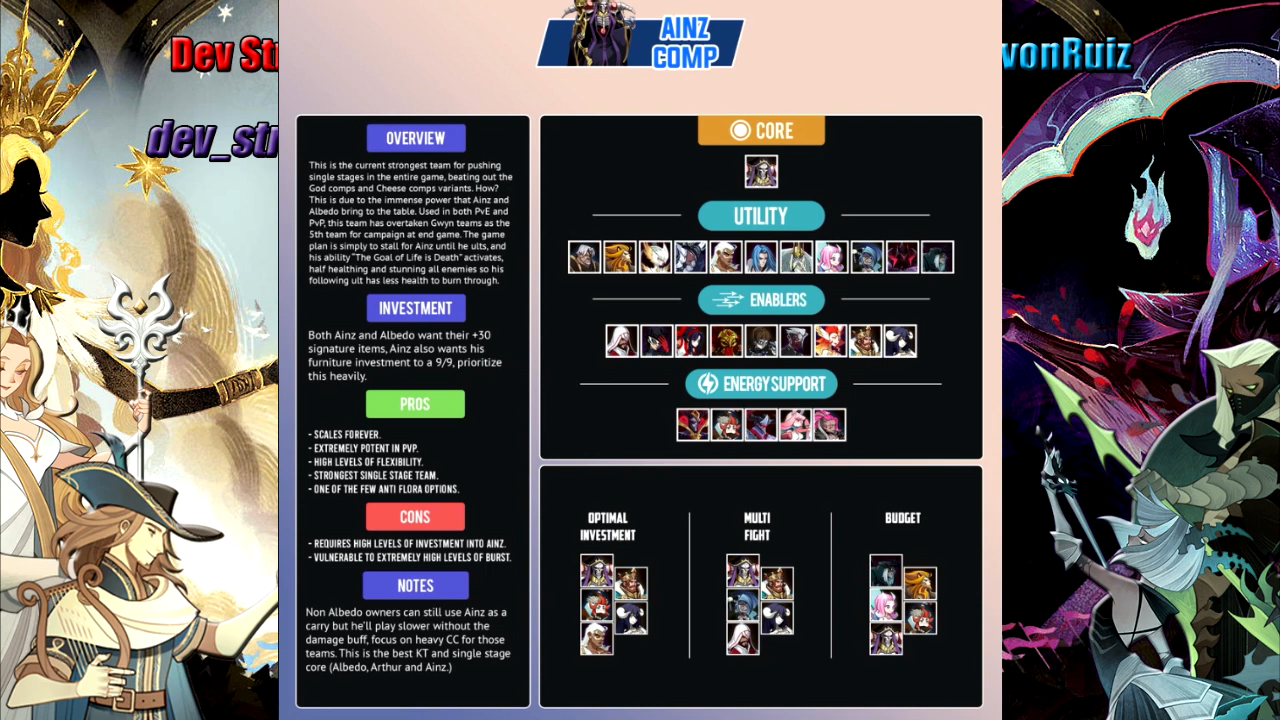 AINZ
COMP
Dev St
vonRuiz
dev_str
OVERVIEW
This is the current strongest team for pushing
single stages in the entire game, beating out the
God comps and Cheese comps variants. How?
This is due to the immense power that Ainz and
Albedo bring to the table. Used in both PvE and
PvP, this team has overtaken Gwyn teams as the
5th team for campaign at end game. The game
plan is simply to stall for Ainz until he ults, and
his ability "The Goal of Life is Death" activates,
half healthing and stunning all enemies so his
following ult has less health to burn through.
INVESTMENT
Both Ainz and Albedo want their +30
signature items, Ainz also wants his
furniture investment to a 9/9, prioritize
this heavily.
PROS
- SCALES FOREVER.
- EXTREMELY POTENT IN PVP.
- HIGH LEVELS OF FLEXIBILITY.
- STRONGEST SINGLE STAGE TEAM.
- ONE OF THE FEW ANTI FLORA OPTIONS.
CONS
- REQUIRES HIGH LEVELS OF INVESTMENT INTO AINZ.
- VULNERABLE TO EXTREMELY HIGH LEVELS OF BURST.
NOTES
Non Albedo owners can still use Ainz as a
carry but he'll play slower without the
damage buff, focus on heavy CC for those
teams. This is the best KT and single stage
core (Albedo, Arthur and Ainz.)
CORE
UTILITY
ENABLERS
ENERGY SUPPORT
OPTIMAL
INVESTMENT
MULTI
FIGHT
BUDGET